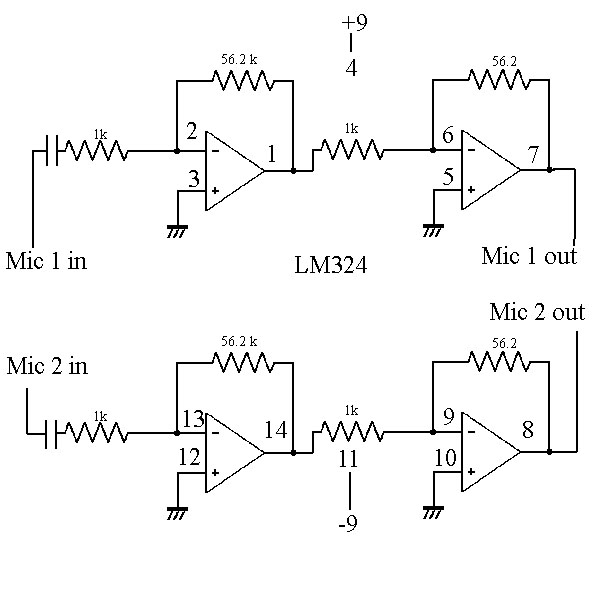 +9
4
56.2 k
56.2
1k
2
3
1
1k
6
5
7
-
+
-
+
Mic 1 in
LM324
Mic 1 out
Mic 2 out
Mic 2 in
56.2 k
56.2
1k
13
12
14
1k
11
9
10
8
-
+
-
+
-9